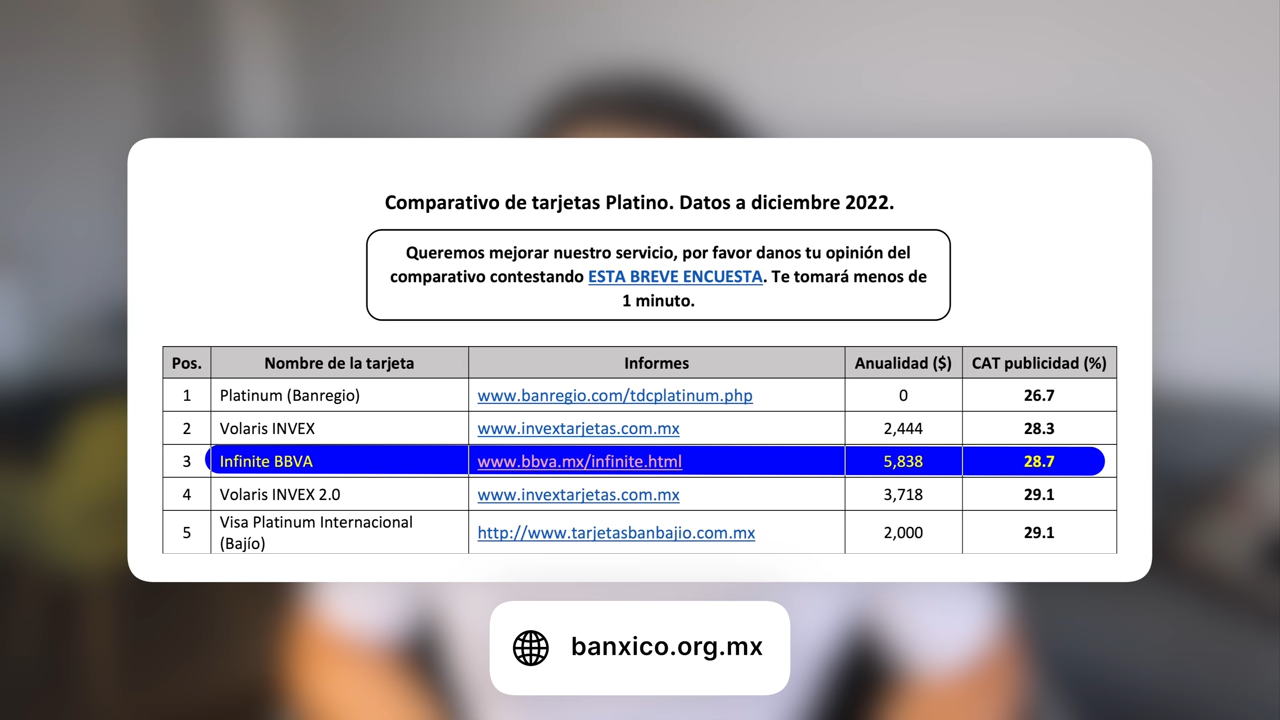 Comparativo de tarjetas Platino. Datos a diciembre 2022.
Queremos mejorar nuestro servicio, por favor danos tu opinión del
comparativo contestando ESTA BREVE ENCUESTA. Te tomará menos de
1 minuto.
Pos. Nombre de la tarjeta Informes Anualidad ($) CAT publicidad (%)
1 Platinum (Banregio) www.banregio.com/tdcplatinum.php 0 26.7
2 Volaris INVEX www.invextarjetas.com.mx 2,444 28.3
3 Infinite BBVA www.bbva.mx/infinite.html 5,838 28.7
4 Volaris INVEX 2.0 www.invextarjetas.com.mx 3,718 29.1
5 Visa Platinum Internacional
(Bajío) http://www.tarjetasbanbajio.com.mx 2,000 29.1
banxico.org.mx